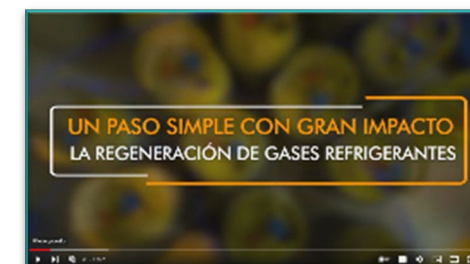 UN PASO SIMPLE CON GRAN IMPACTO
LA REGENERACIÓN DE GASES REFRIGERANTES